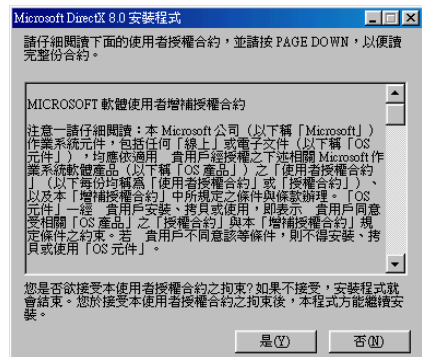 Microsoft DirectX 8.0 安裝程式
請仔細閱讀下面的使用者授權合約，並請按 PAGE DOWN，以便讀
完整份合約。
MICROSOFT 軟體使用者增補授權合約
注意—請仔細閱讀：本 Microsoft 公司（以下稱「Microsoft」）
作業系統元件，包括任何「線上」或電子文件（以下稱「OS
元件」），均應依適用　貴用戶經授權之下述相關 Microsoft 作
業系統軟體產品（以下稱「OS 產品」）之「使用者授權合約
」（以下每份均稱為「使用者授權合約」或「授權合約」）、
以及本「增補授權合約」中所規定之條件與條款辦理。「OS
元件」一經　貴用戶安裝、拷貝或使用，即表示　貴用戶同意
受相關「OS 產品」之「授權合約」與本「增補授權合約」規
定條件之約束。若　貴用戶不同意該等條件，則不得安裝、拷
貝或使用「OS 元件」。
您是否欲接受本使用者授權合約之拘束?如果不接受，安裝程式就
會結束。您於接受本使用者授權合約之拘束後，本程式方能繼續安
裝。
是(Y)
否(N)